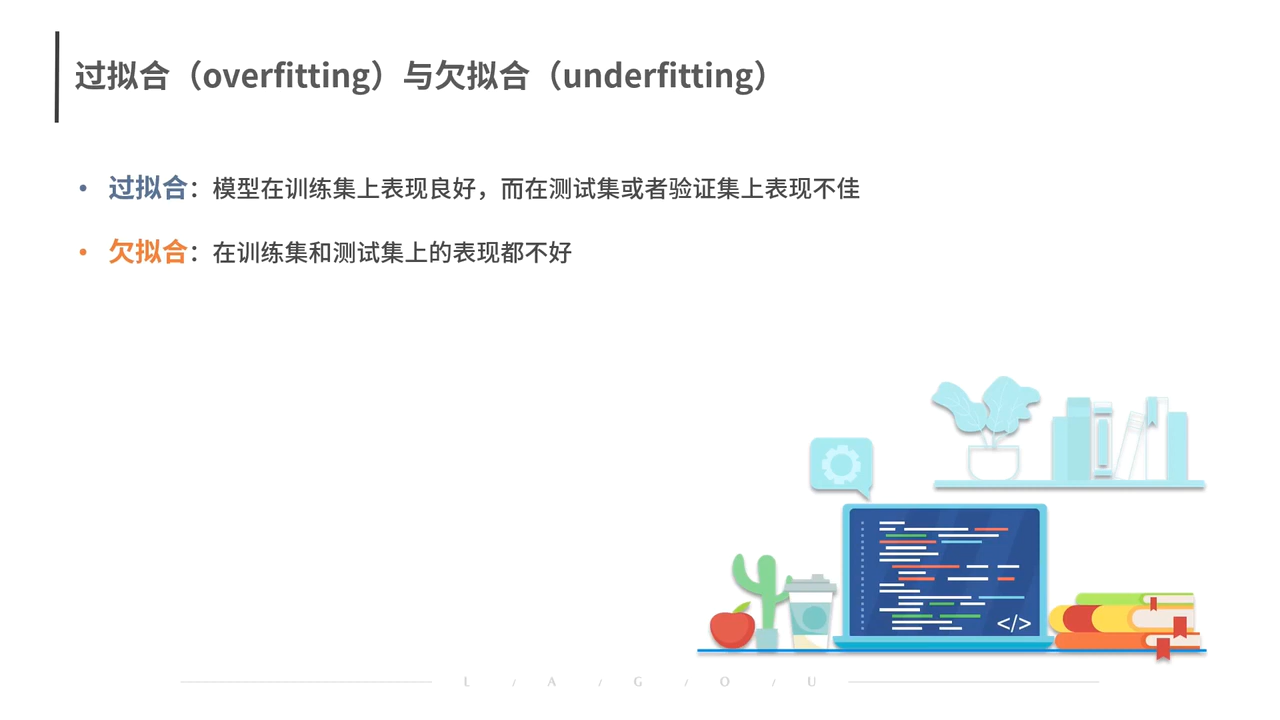 过拟合（overfitting）与欠拟合（underfitting）
• 过拟合：模型在训练集上表现良好，而在测试集或者验证集上表现不佳
• 欠拟合：在训练集和测试集上的表现都不好
</>
L / A / G / O / U